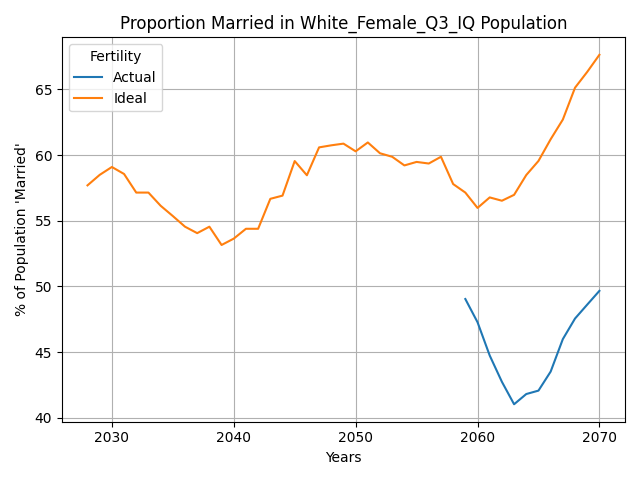 Proportion Married in White_Female_Q3_IQ Population
Fertility
Actual
Ideal
% of Population 'Married'
65
60
55
50
45
40
2030 2040 2050 2060 2070
Years